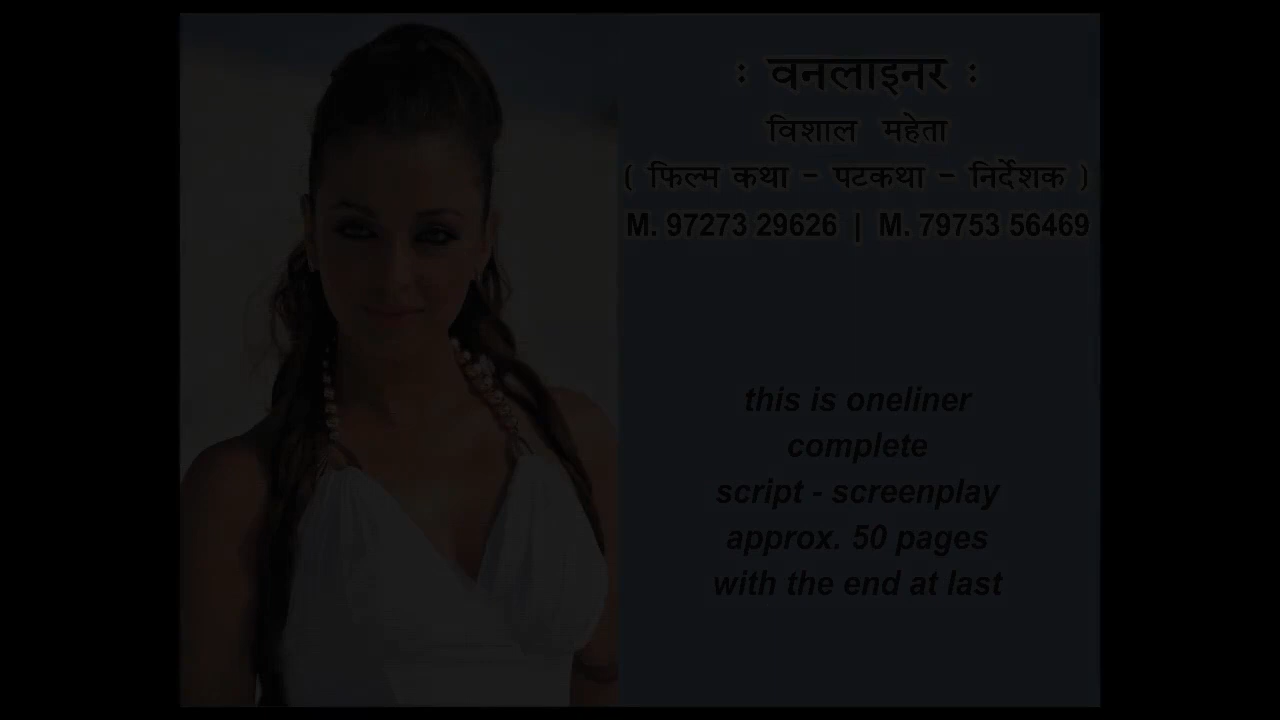 : वनलाइनर :
विशाल महेता
( फिल्म कथा - पटकथा - निर्देशक )
M. 97273 29626 | M. 79753 56469
this is oneliner
complete
script - screenplay
approx. 50 pages
with the end at last